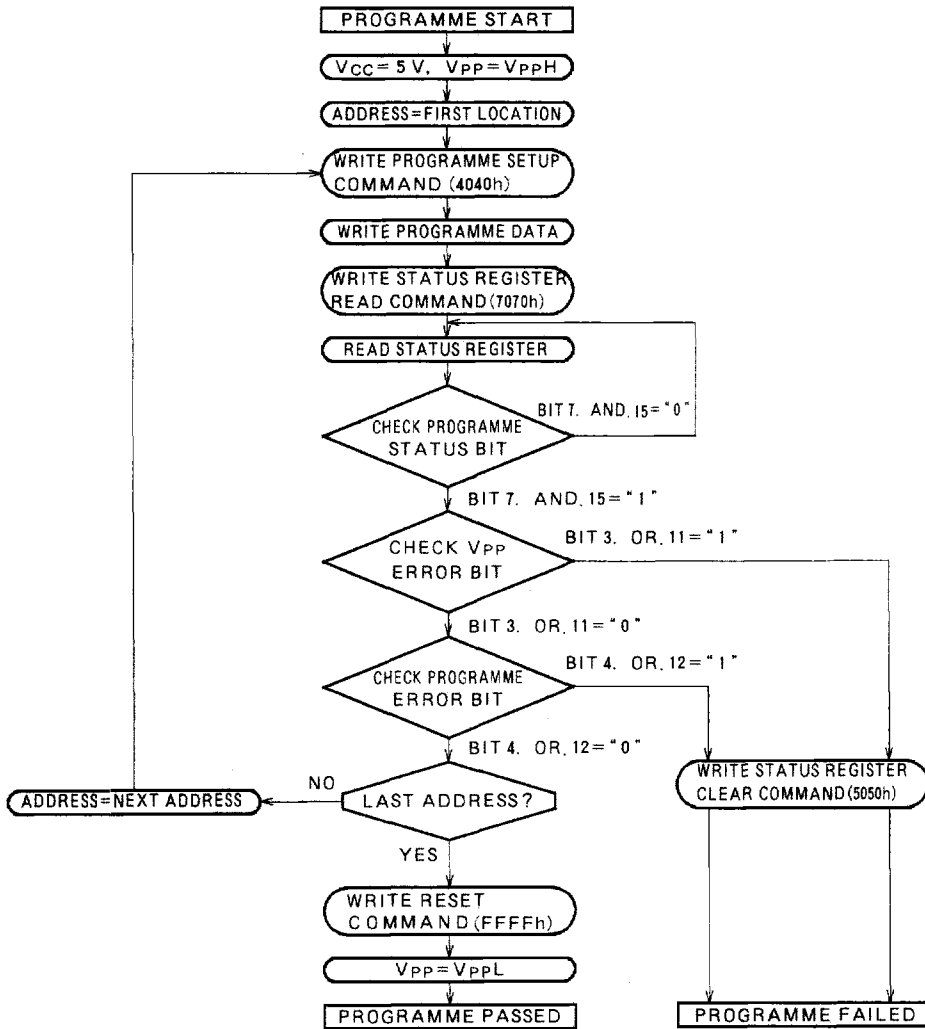 PROGRAMME START
VCC=5V, VPP=VPPH
ADDRESS=FIRST LOCATION
WRITE PROGRAMME SETUP
COMMAND (4040h)
WRITE PROGRAMME DATA
WRITE STATUS REGISTER
READ COMMAND(7070h)
READ STATUS REGISTER
CHECK PROGRAMME
STATUS BIT
BIT 7. AND. 15="0"
BIT 7. AND. 15="1"
CHECK VPP
ERROR BIT
BIT 3. OR. 11="1"
BIT 3. OR. 11="0"
CHECK PROGRAMME
ERROR BIT
BIT 4. OR. 12="1"
BIT 4. OR. 12="0"
WRITE STATUS REGISTER
CLEAR COMMAND(5050h)
LAST ADDRESS?
NO
ADDRESS=NEXT ADDRESS
YES
WRITE RESET
COMMAND(FFFFh)
VPP=VPPL
PROGRAMME PASSED
PROGRAMME FAILED